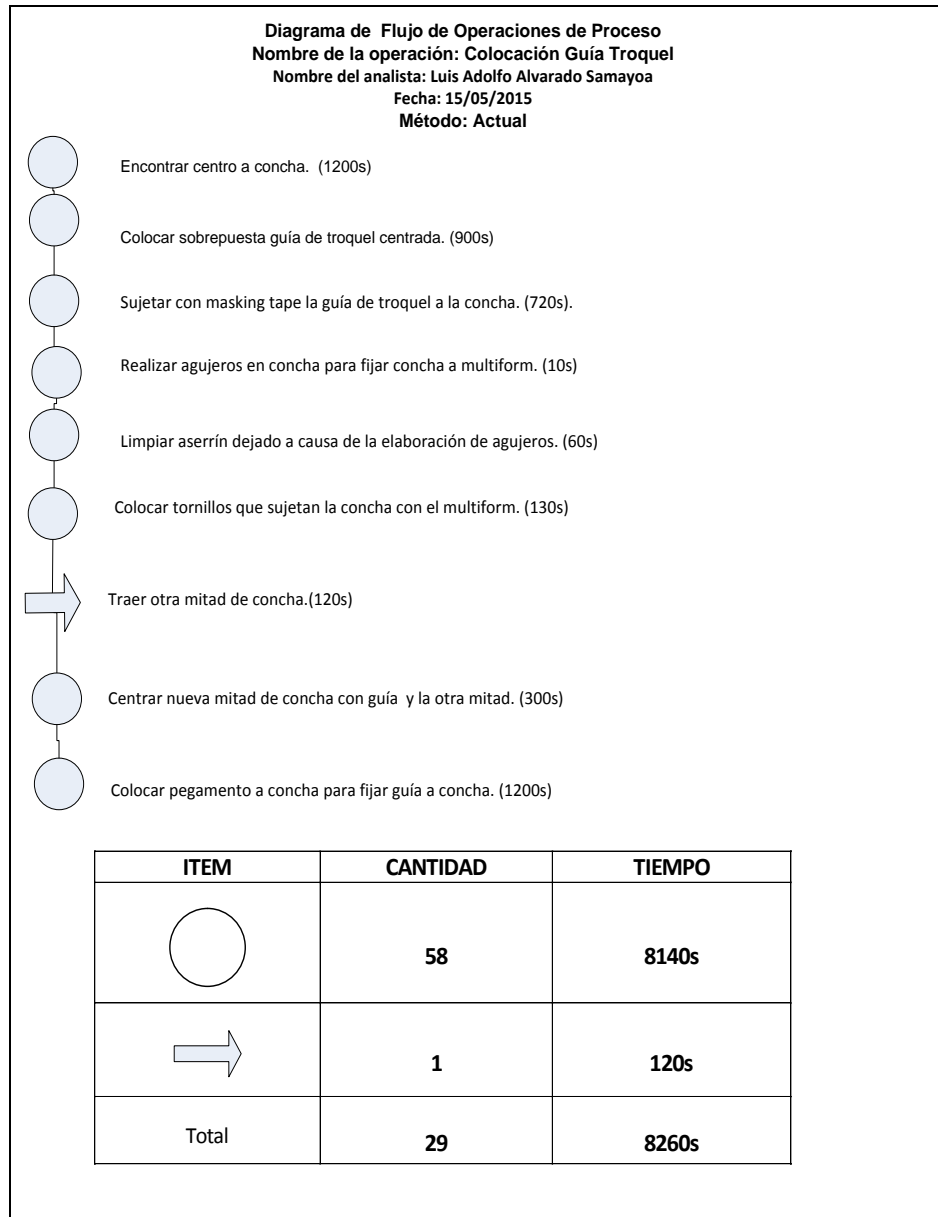 Diagrama de Flujo de Operaciones de Proceso
Nombre de la operación: Colocación Guía Troquel
Nombre del analista: Luis Adolfo Alvarado Samayoa
Fecha: 15/05/2015
Método: Actual
Encontrar centro a concha. (1200s)
Colocar sobrepuesta guía de troquel centrada. (900s)
Sujetar con masking tape la guía de troquel a la concha. (720s).
Realizar agujeros en concha para fijar concha a multiform. (10s)
Limpiar aserrín dejado a causa de la elaboración de agujeros. (60s)
Colocar tornillos que sujetan la concha con el multiform. (130s)
Traer otra mitad de concha.(120s)
Centrar nueva mitad de concha con guía y la otra mitad. (300s)
Colocar pegamento a concha para fijar guía a concha. (1200s)
ITEM CANTIDAD TIEMPO
58 8140s
1 120s
Total 29 8260s